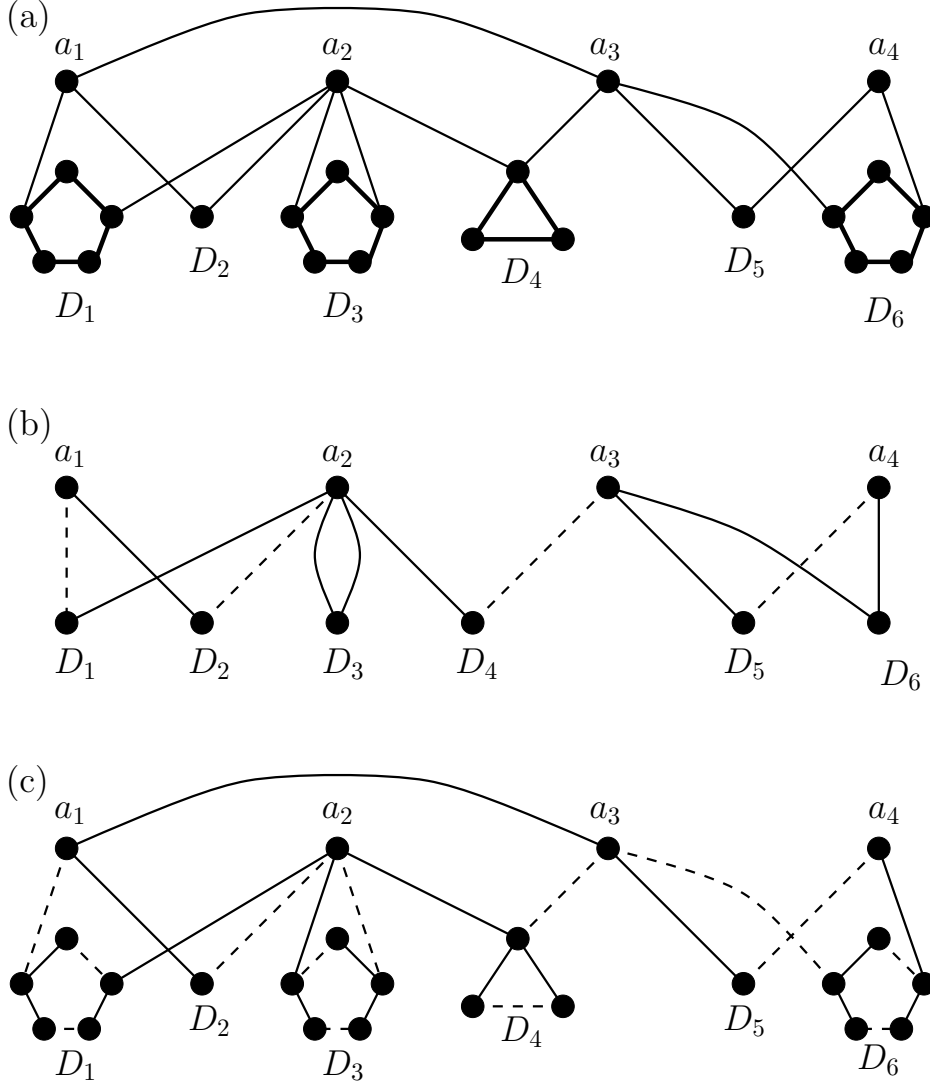 (a)
a₁ a₂ a₃ a₄
D₁ D₂ D₃ D₄ D₅ D₆
(b)
a₁ a₂ a₃ a₄
D₁ D₂ D₃ D₄ D₅ D₆
(c)
a₁ a₂ a₃ a₄
D₁ D₂ D₃ D₄ D₅ D₆